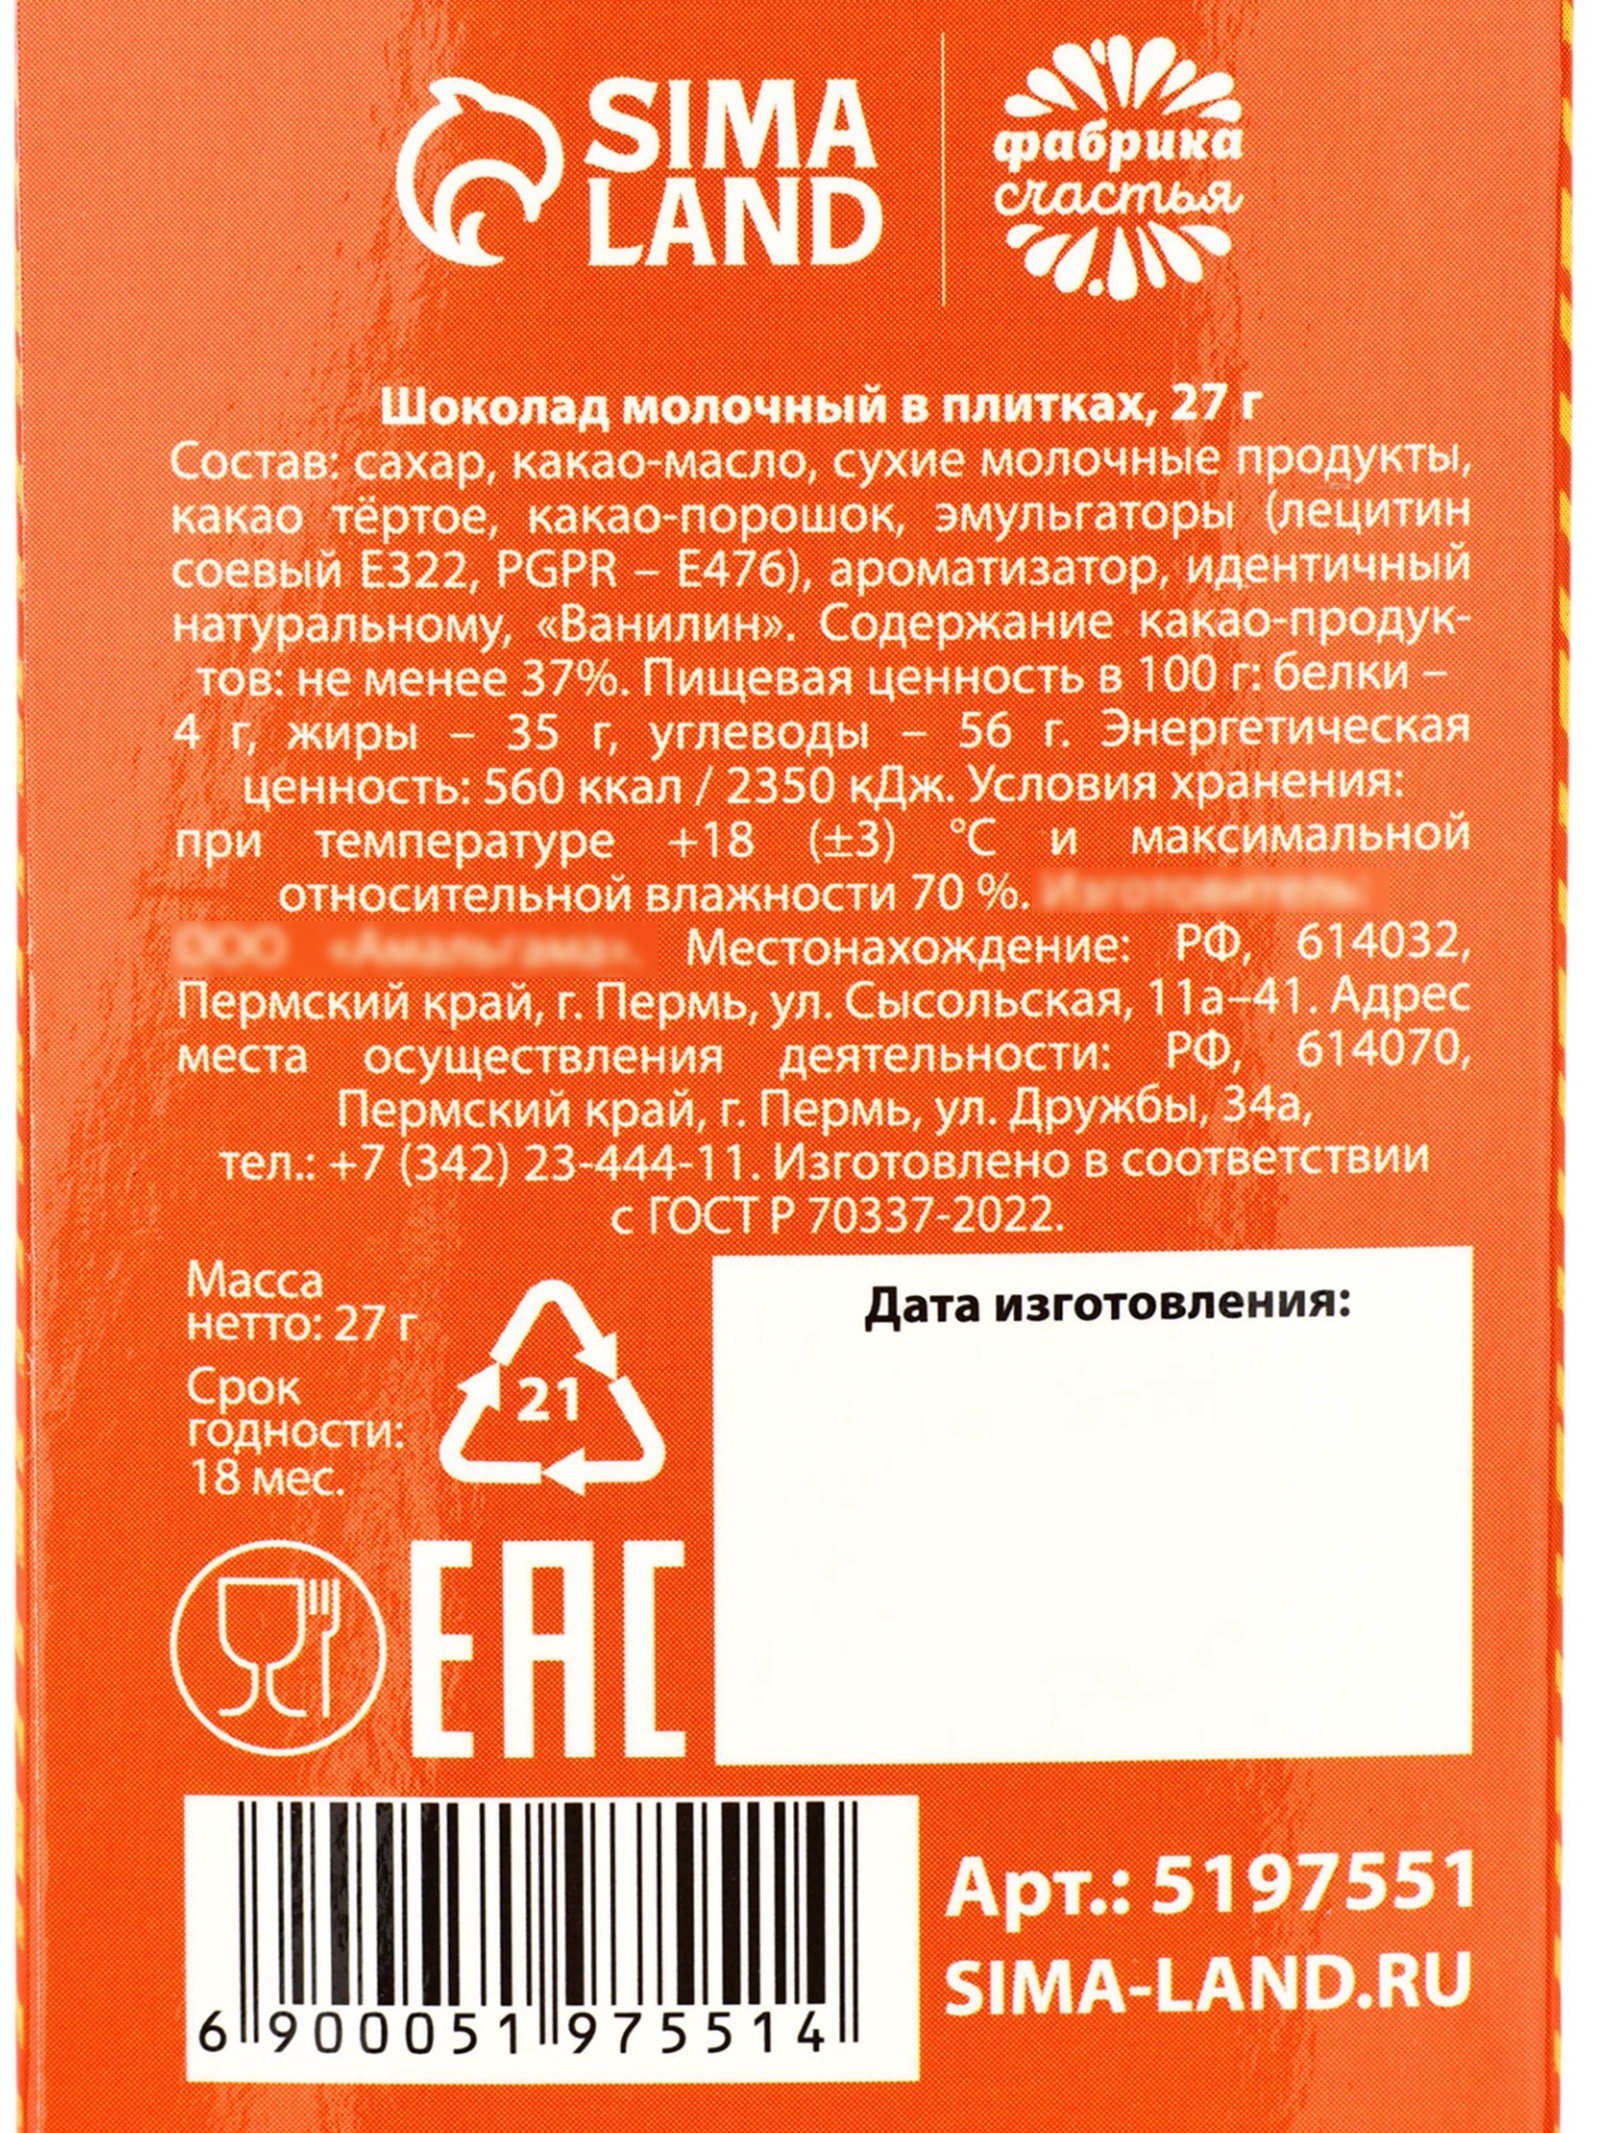 SIMA
LAND
фабрика
счастья
Шоколад молочный в плитках, 27 г
Состав: сахар, какао-масло, сухие молочные продукты,
какао тёртое, какао-порошок, эмульгаторы (лецитин
соевый Е322, PGPR – Е476), ароматизатор, идентичный
натуральному, «Ванилин». Содержание какао-продук-
тов: не менее 37%. Пищевая ценность в 100 г: белки –
4 г, жиры – 35 г, углеводы – 56 г. Энергетическая
ценность: 560 ккал / 2350 кДж. Условия хранения:
при температуре +18 (±3) °С и максимальной
относительной влажности 70 %.
Местонахождение: РФ, 614032,
Пермский край, г. Пермь, ул. Сысольская, 11а–41. Адрес
места осуществления деятельности: РФ, 614070,
Пермский край, г. Пермь, ул. Дружбы, 34а,
тел.: +7 (342) 23-444-11. Изготовлено в соответствии
с ГОСТ Р 70337-2022.
Масса
нетто: 27 г
Срок
годности:
18 мес.
21
Дата изготовления:
EAC
6 900051 975514
Арт.: 5197551
SIMA-LAND.RU